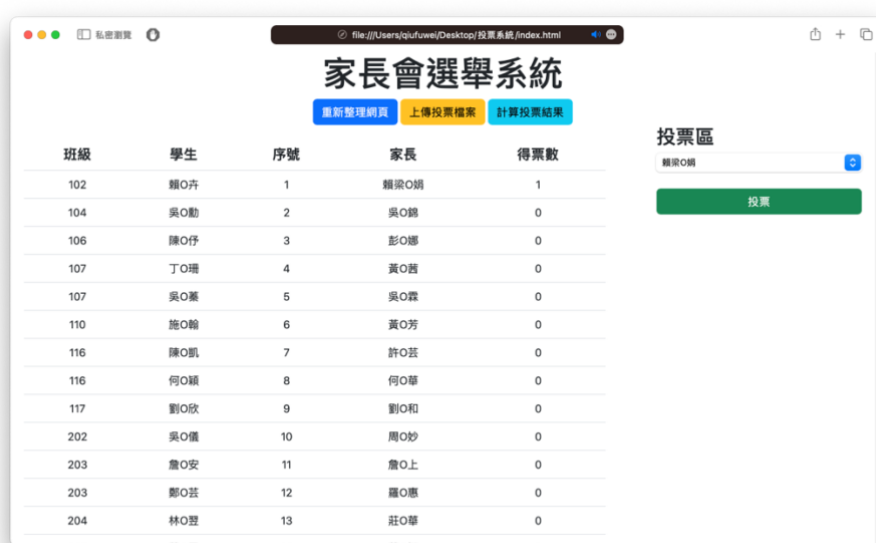 私密瀏覽
file:///Users/qiufuwei/Desktop/投票系統/index.html
家長會選舉系統
重新整理網頁 上傳投票檔案 計算投票結果
班級 學生 序號 家長 得票數
102 賴O卉 1 賴梁O娟 1
104 吳O勳 2 吳O錦 0
106 陳O伃 3 彭O娜 0
107 丁O珊 4 黃O茜 0
107 吳O蓁 5 吳O霖 0
110 施O翰 6 黃O芳 0
116 陳O凱 7 許O芸 0
116 何O穎 8 何O華 0
117 劉O欣 9 劉O和 0
202 吳O儀 10 周O妙 0
203 詹O安 11 詹O上 0
203 鄭O芸 12 羅O惠 0
204 林O翌 13 莊O華 0
投票區
賴梁O娟
投票